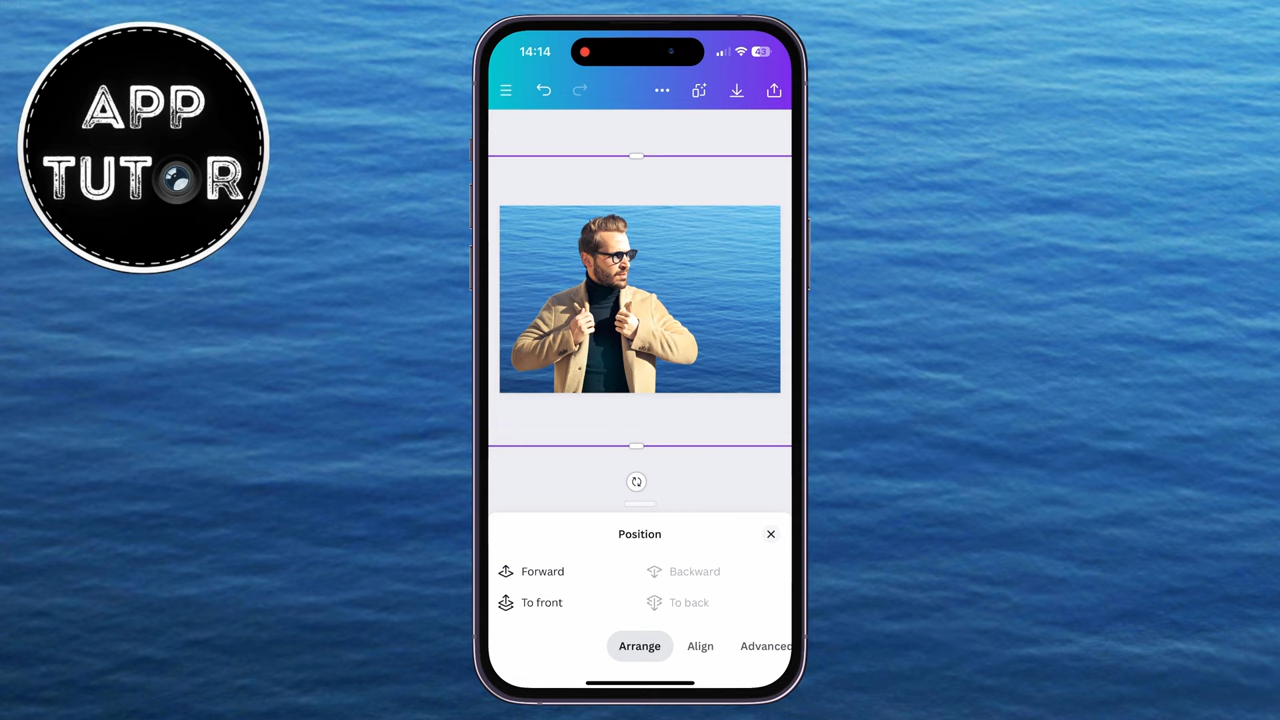 APP
TUTOR
14:14
43
Position
Forward
Backward
To front
To back
Arrange
Align
Advanced